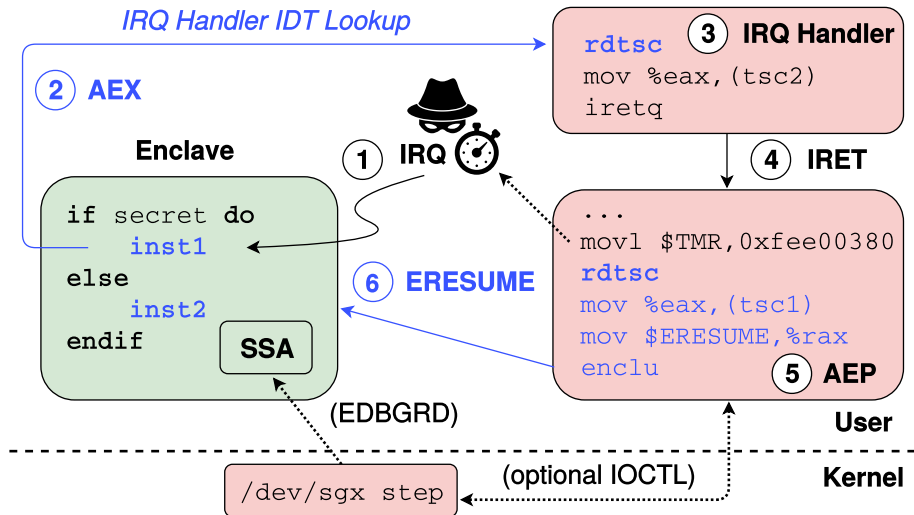 IRQ Handler IDT Lookup
3 IRQ Handler
rdtsc
mov %eax,(tsc2)
iretq
2 AEX
Enclave
1 IRQ
4 IRET
if secret do
inst1
else
inst2
endif
SSA
6 ERESUME
...
movl $TMR,0xfee00380
rdtsc
mov %eax,(tsc1)
mov $ERESUME,%rax
enclu
5 AEP
(EDBGRD)
User
(optional IOCTL)
Kernel
/dev/sgx step